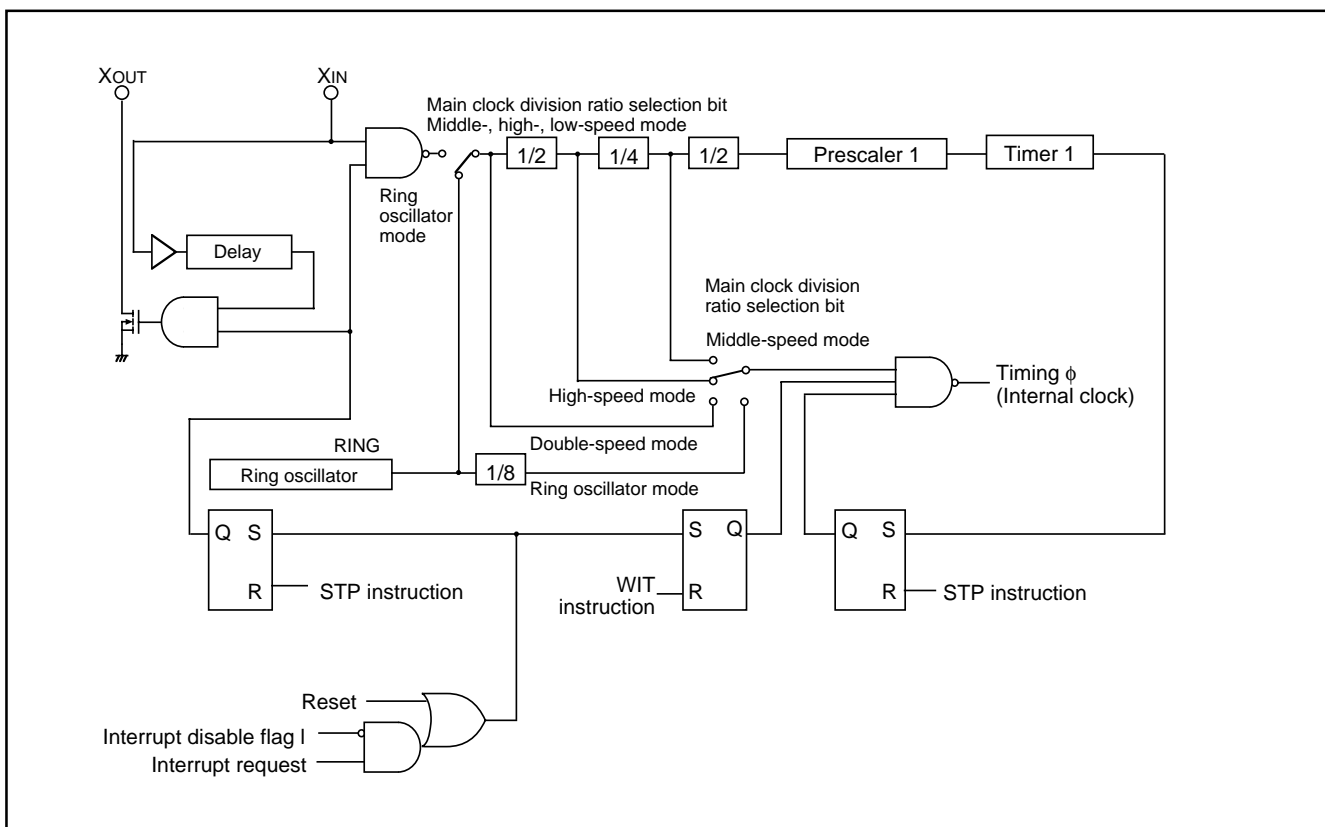 XOUT
XIN
Main clock division ratio selection bit
Middle-, high-, low-speed mode
1/2
1/4
1/2
Prescaler 1
Timer 1
Ring
oscillator
mode
Delay
Main clock division
ratio selection bit
Middle-speed mode
High-speed mode
Timing ϕ
(Internal clock)
Double-speed mode
RING
Ring oscillator
1/8
Ring oscillator mode
Q S
R
STP instruction
S Q
R
WIT
instruction
Q S
R
STP instruction
Reset
Interrupt disable flag I
Interrupt request